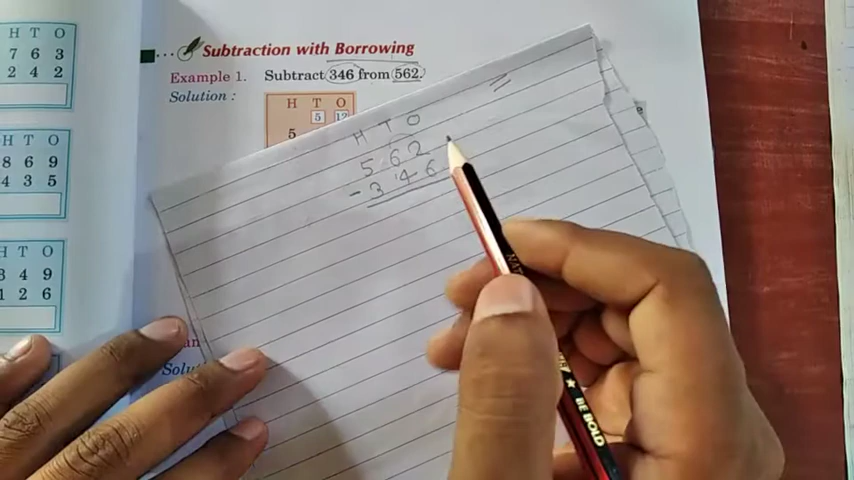 H T O
7 6 3
2 4 2
H T O
8 6 9
4 3 5
H T O
3 4 9
1 2 6
Subtraction with Borrowing
Example 1. Subtract 346 from 562.
Solution :
H T O
5 12
5
H T O
5 6 2
- 3 4 6
BE BOLD